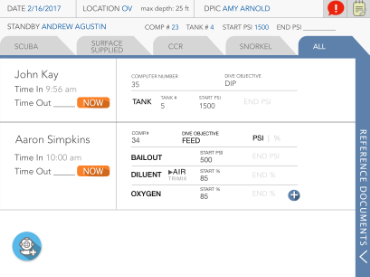 DATE 2/16/2017 LOCATION OV max depth: 25 ft DPIC AMY ARNOLD
STANDBY ANDREW AGUSTIN COMP # 23 TANK # 4 START PSI 1500 END PSI
SCUBA SURFACE SUPPLIED CCR SNORKEL ALL
John Kay
Time In 9:56 am
Time Out NOW
COMPUTER NUMBER DIVE OBJECTIVE
35 DIP
TANK TANK # START PSI END PSI
5 1500
Aaron Simpkins
Time In 10:00 am
Time Out NOW
COMP# DIVE OBJECTIVE PSI | %
34 FEED
BAILOUT START PSI END PSI
500
DILUENT ▶AIR START % END %
TRIMIX 85
OXYGEN START % END %
85
REFERENCE DOCUMENTS